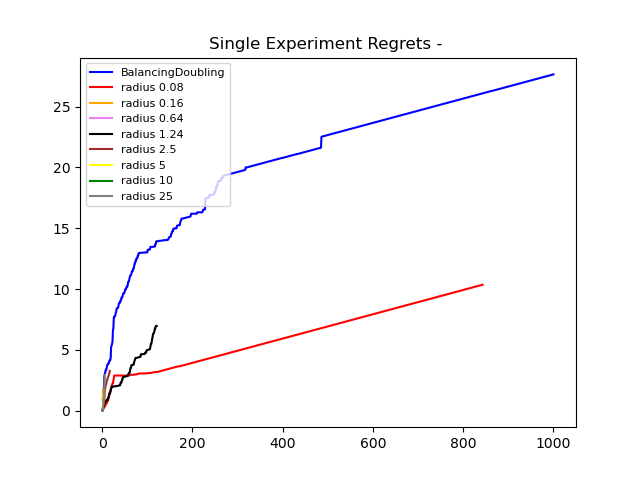 Single Experiment Regrets -
BalancingDoubling
radius 0.08
radius 0.16
radius 0.64
radius 1.24
radius 2.5
radius 5
radius 10
radius 25
25
20
15
10
5
0
0 200 400 600 800 1000